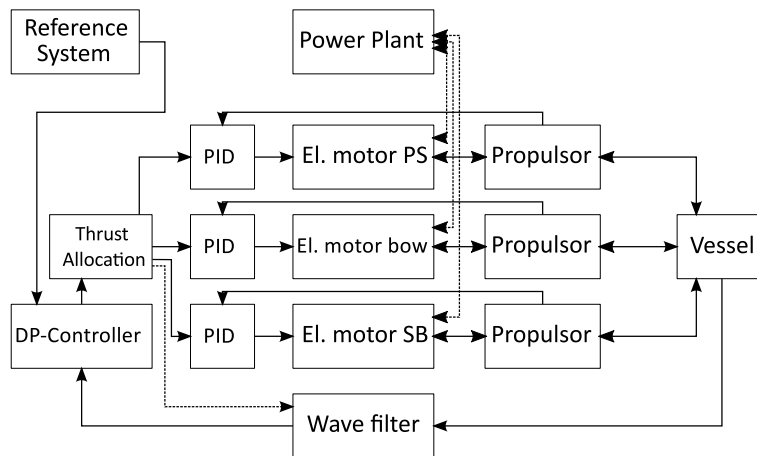 Reference
System
Power Plant
PID
El. motor PS
Propulsor
Thrust
Allocation
PID
El. motor bow
Propulsor
Vessel
DP-Controller
PID
El. motor SB
Propulsor
Wave filter